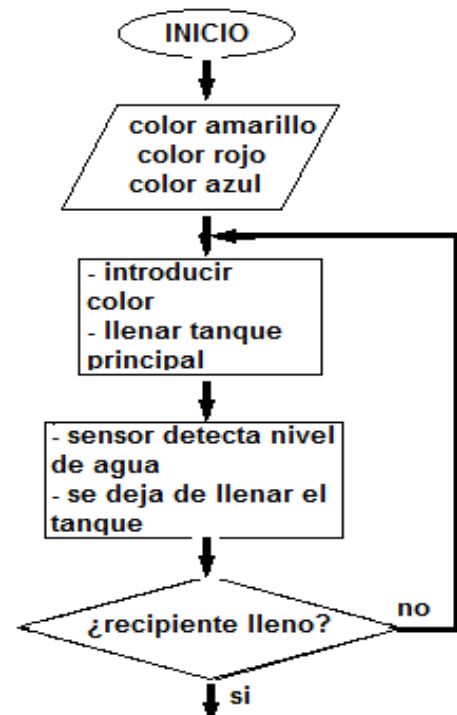 INICIO
color amarillo
color rojo
color azul
- introducir
color
- llenar tanque
principal
- sensor detecta nivel
de agua
- se deja de llenar el
tanque
¿recipiente lleno?
no
si